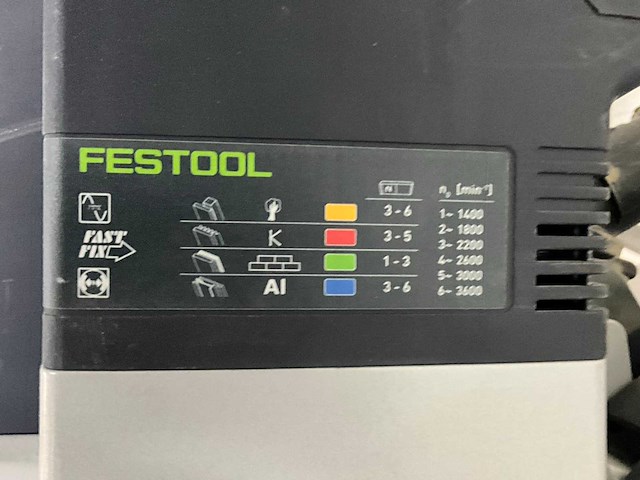 FESTOOL
n₀ [min⁻¹]
3-6
1- 1400
FAST
FIX
K
3-5
2- 1800
3- 2200
1-3
4- 2600
Al
3-6
5- 3000
6- 3600